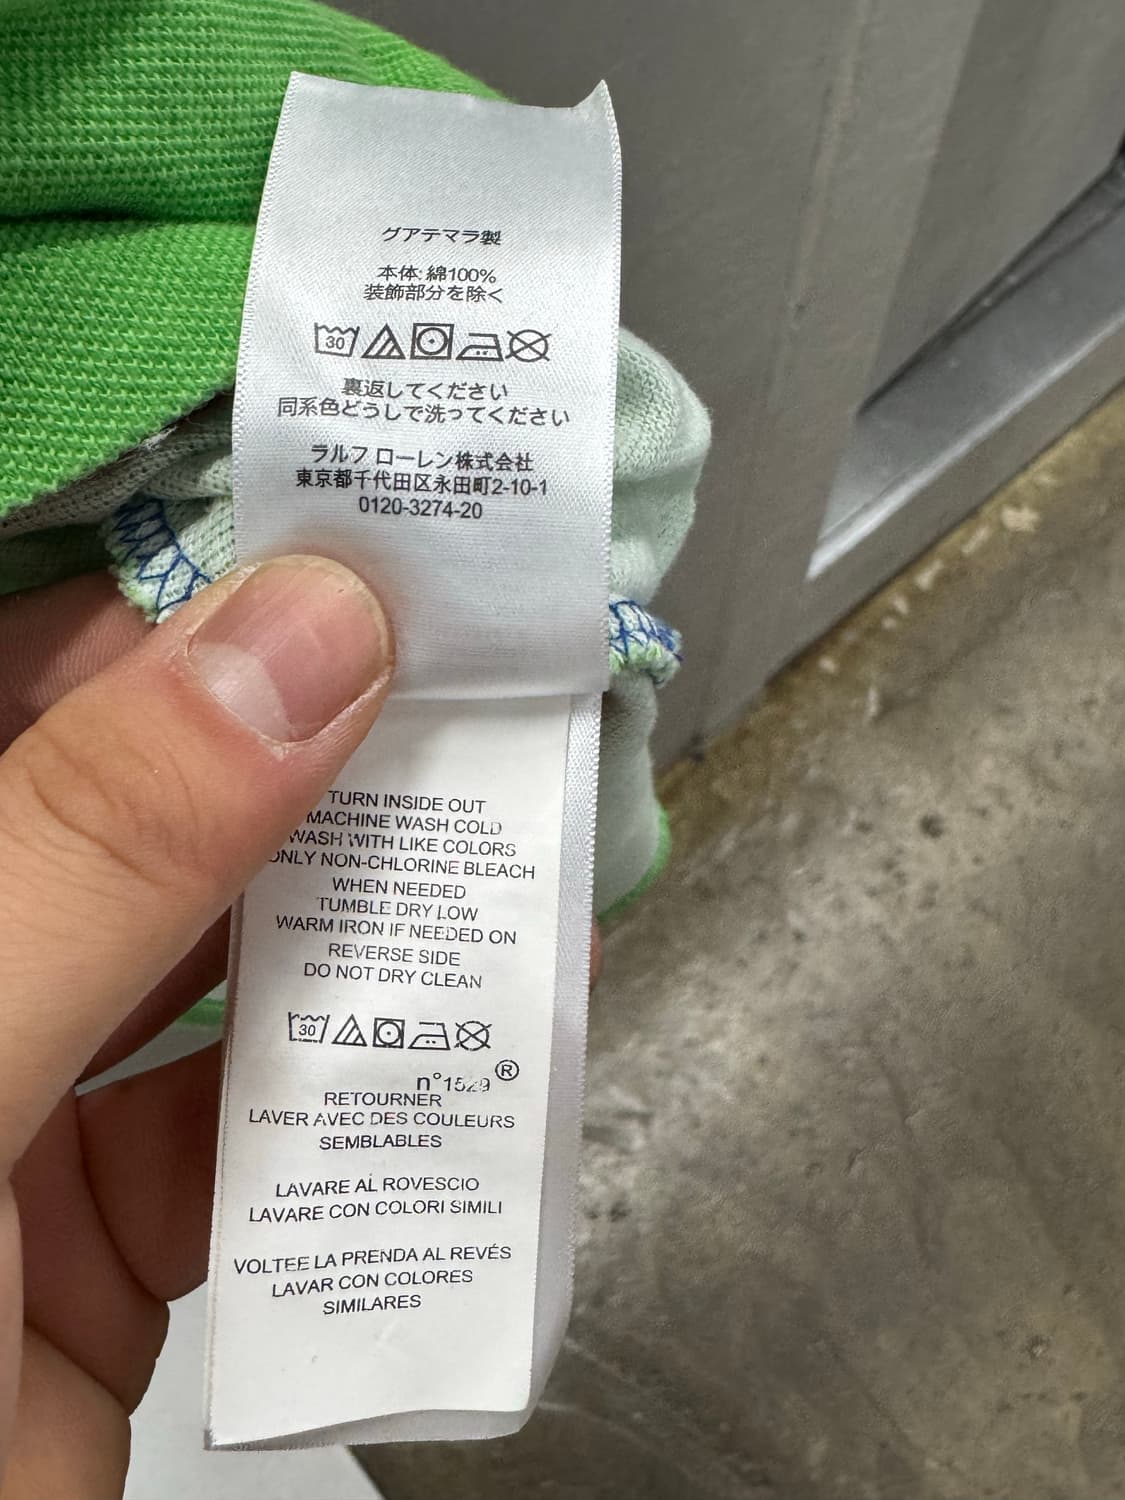 グアテマラ製
本体: 綿100%
装飾部分を除く
30
裏返してください
同系色どうしで洗ってください
ラルフ ローレン株式会社
東京都千代田区永田町2-10-1
0120-3274-20
TURN INSIDE OUT
MACHINE WASH COLD
WASH WITH LIKE COLORS
ONLY NON-CHLORINE BLEACH
WHEN NEEDED
TUMBLE DRY LOW
WARM IRON IF NEEDED ON
REVERSE SIDE
DO NOT DRY CLEAN
30
n°1529 ®
RETOURNER
LAVER AVEC DES COULEURS
SEMBLABLES
LAVARE AL ROVESCIO
LAVARE CON COLORI SIMILI
VOLTEE LA PRENDA AL REVÉS
LAVAR CON COLORES
SIMILARES